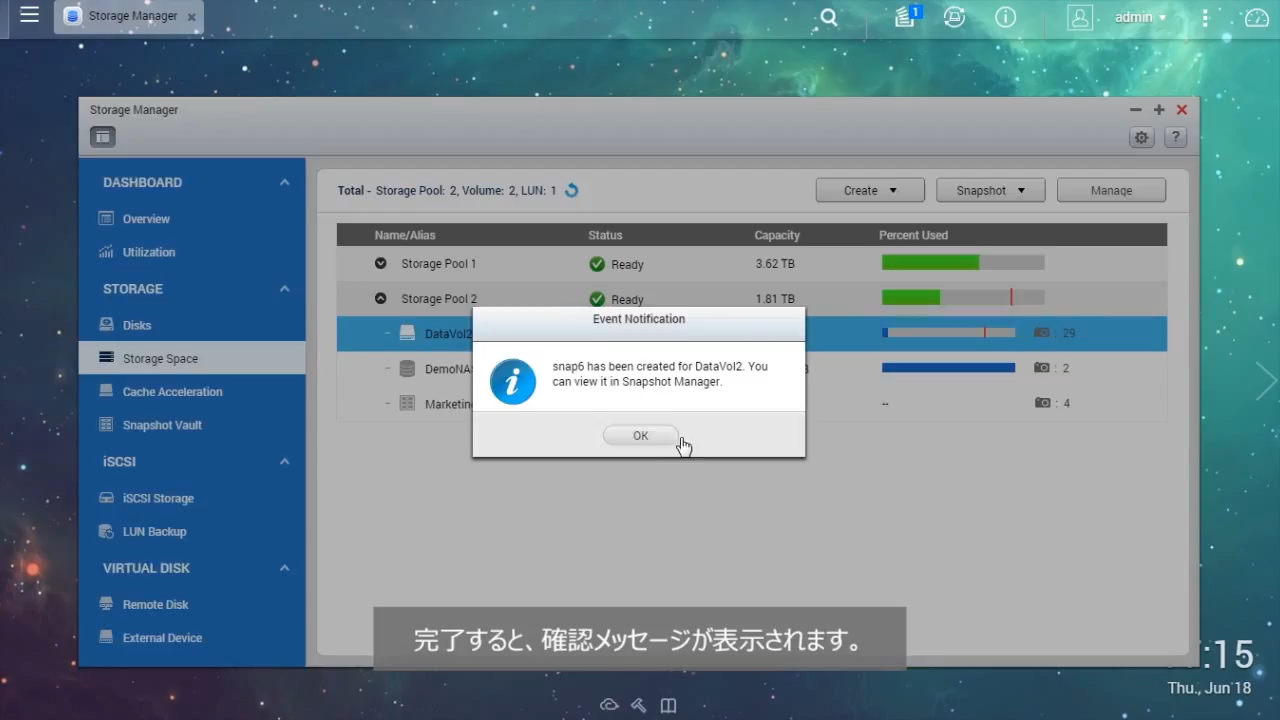 Storage Manager
1
admin
Storage Manager
?
DASHBOARD
Overview
Utilization
STORAGE
Disks
Storage Space
Cache Acceleration
Snapshot Vault
iSCSI
iSCSI Storage
LUN Backup
VIRTUAL DISK
Remote Disk
External Device
Total - Storage Pool: 2, Volume: 2, LUN: 1
Create
Snapshot
Manage
Name/Alias Status Capacity Percent Used
Storage Pool 1 Ready 3.62 TB
Storage Pool 2 Ready 1.81 TB
DataVol2 : 29
DemoNA : 2
Marketing -- : 4
Event Notification
snap6 has been created for DataVol2. You
can view it in Snapshot Manager.
OK
完了すると、確認メッセージが表示されます。
:15
Thu., Jun 18